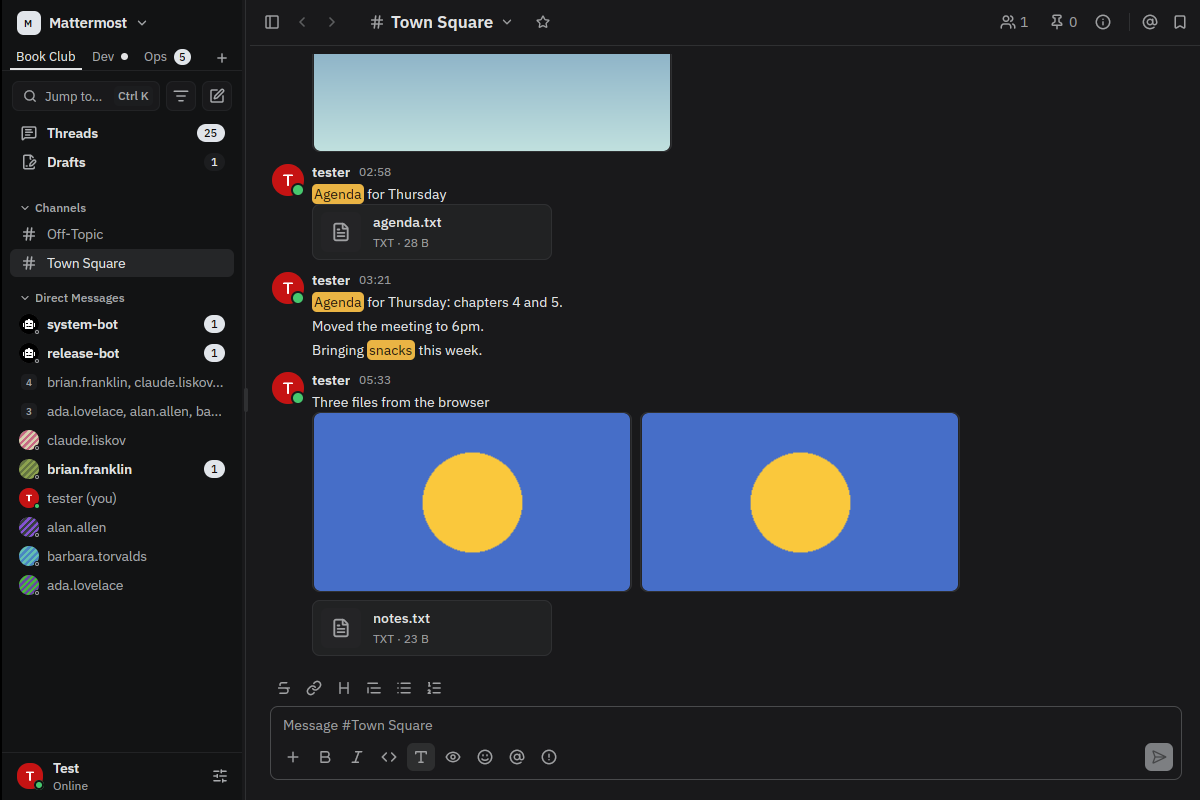 M Mattermost
Book Club Dev Ops 5
Jump to... Ctrl K
Threads 25
Drafts 1
Channels
Off-Topic
Town Square
Direct Messages
system-bot 1
release-bot 1
4 brian.franklin, claude.liskov...
3 ada.lovelace, alan.allen, ba...
claude.liskov
brian.franklin 1
T tester (you)
alan.allen
barbara.torvalds
ada.lovelace
T Test
Online
# Town Square 1 0
T tester 02:58
Agenda for Thursday
agenda.txt
TXT · 28 B
T tester 03:21
Agenda for Thursday: chapters 4 and 5.
Moved the meeting to 6pm.
Bringing snacks this week.
T tester 05:33
Three files from the browser
notes.txt
TXT · 23 B
Message #Town Square